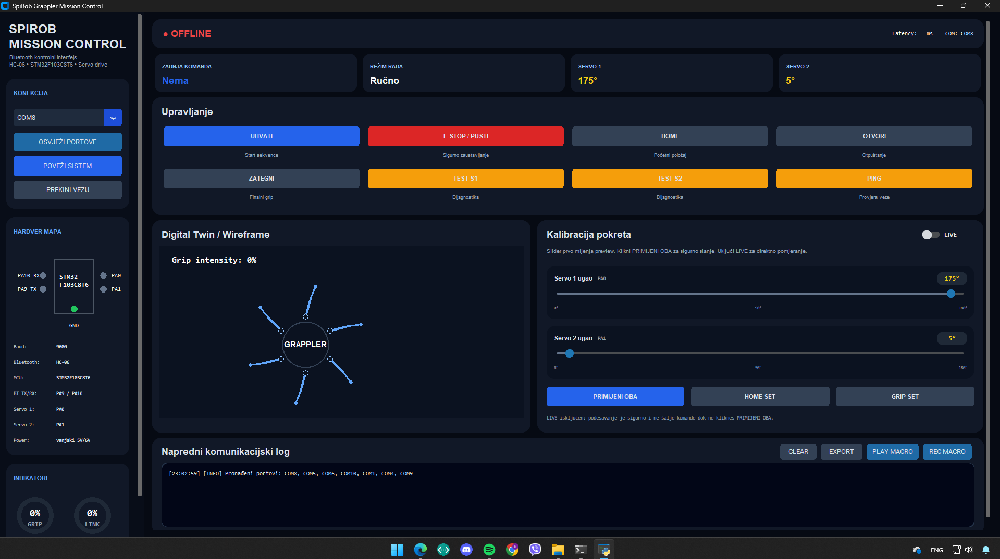 SpiRob Grappler Mission Control
SPIROB
MISSION CONTROL
Bluetooth kontrolni interfejs
HC-06 • STM32F103C8T6 • Servo drive
KONEKCIJA
COM8
OSVJEŽI PORTOVE
POVEŽI SISTEM
PREKINI VEZU
HARDVER MAPA
PA10 RX
PA9 TX
STM32
F103C8T6
PA0
PA1
GND
Baud: 9600
Bluetooth: HC-06
MCU: STM32F103C8T6
BT TX/RX: PA9 / PA10
Servo 1: PA0
Servo 2: PA1
Power: vanjski 5V/6V
INDIKATORI
0%
GRIP
0%
LINK
● OFFLINE
Latency: - ms COM: COM8
ZADNJA KOMANDA
Nema
REŽIM RADA
Ručno
SERVO 1
175°
SERVO 2
5°
Upravljanje
UHVATI
Start sekvence
E-STOP / PUSTI
Sigurno zaustavljanje
HOME
Početni položaj
OTVORI
Otpuštanje
ZATEGNI
Finalni grip
TEST S1
Dijagnostika
TEST S2
Dijagnostika
PING
Provjera veze
Digital Twin / Wireframe
Grip intensity: 0%
GRAPPLER
Kalibracija pokreta
LIVE
Slider prvo mijenja preview. Klikni PRIMIJENI OBA za sigurno slanje. Uključi LIVE za direktno pomjeranje.
Servo 1 ugao PA0
175°
0° 90° 180°
Servo 2 ugao PA1
5°
0° 90° 180°
PRIMIJENI OBA
HOME SET
GRIP SET
LIVE isključen: podešavanje je sigurno i ne šalje komande dok ne klikneš PRIMIJENI OBA.
Napredni komunikacijski log
CLEAR
EXPORT
PLAY MACRO
REC MACRO
[23:02:59] [INFO] Pronađeni portovi: COM8, COM5, COM6, COM10, COM1, COM4, COM9
ENG